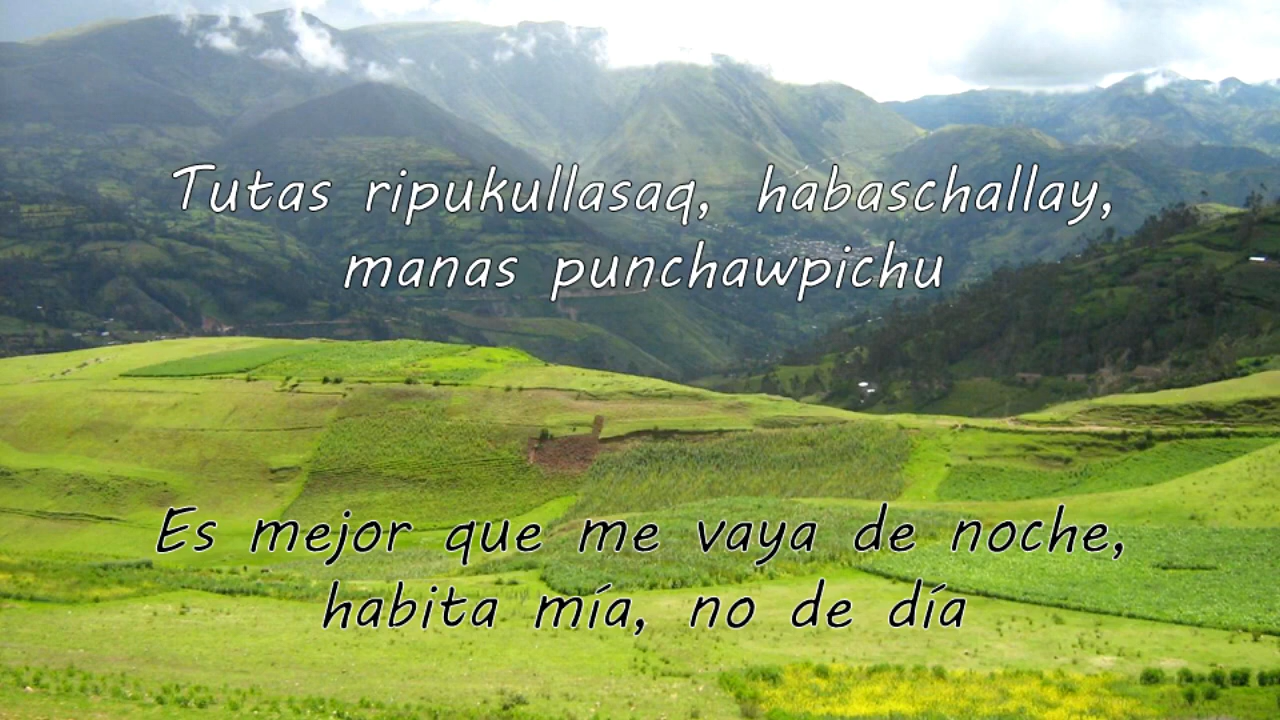 Tutas ripukullasaq, habaschallay,
manas punchawpichu
Es mejor que me vaya de noche,
habita mía, no de día